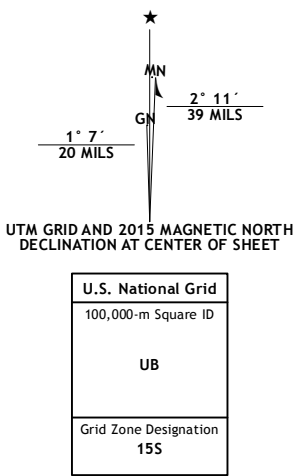 ★
MN
GN
2° 11´
39 MILS
1° 7´
20 MILS
UTM GRID AND 2015 MAGNETIC NORTH
DECLINATION AT CENTER OF SHEET
U.S. National Grid
100,000-m Square ID
UB
Grid Zone Designation
15S